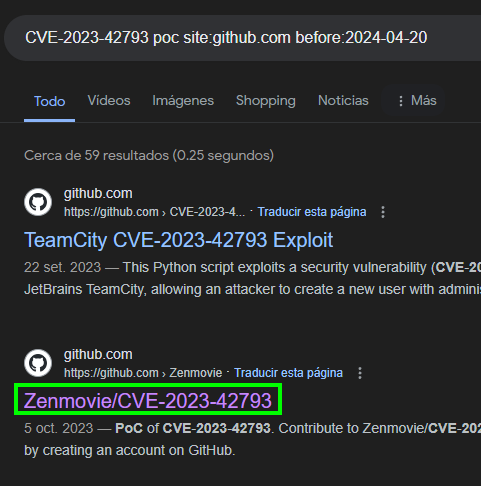 CVE-2023-42793 poc site:github.com before:2024-04-20
Todo Vídeos Imágenes Shopping Noticias Más
Cerca de 59 resultados (0.25 segundos)
github.com
https://github.com › CVE-2023-4... · Traducir esta página
TeamCity CVE-2023-42793 Exploit
22 set. 2023 — This Python script exploits a security vulnerability (CVE-20
JetBrains TeamCity, allowing an attacker to create a new user with adminis
github.com
https://github.com › Zenmovie · Traducir esta página
Zenmovie/CVE-2023-42793
5 oct. 2023 — PoC of CVE-2023-42793. Contribute to Zenmovie/CVE-202
by creating an account on GitHub.